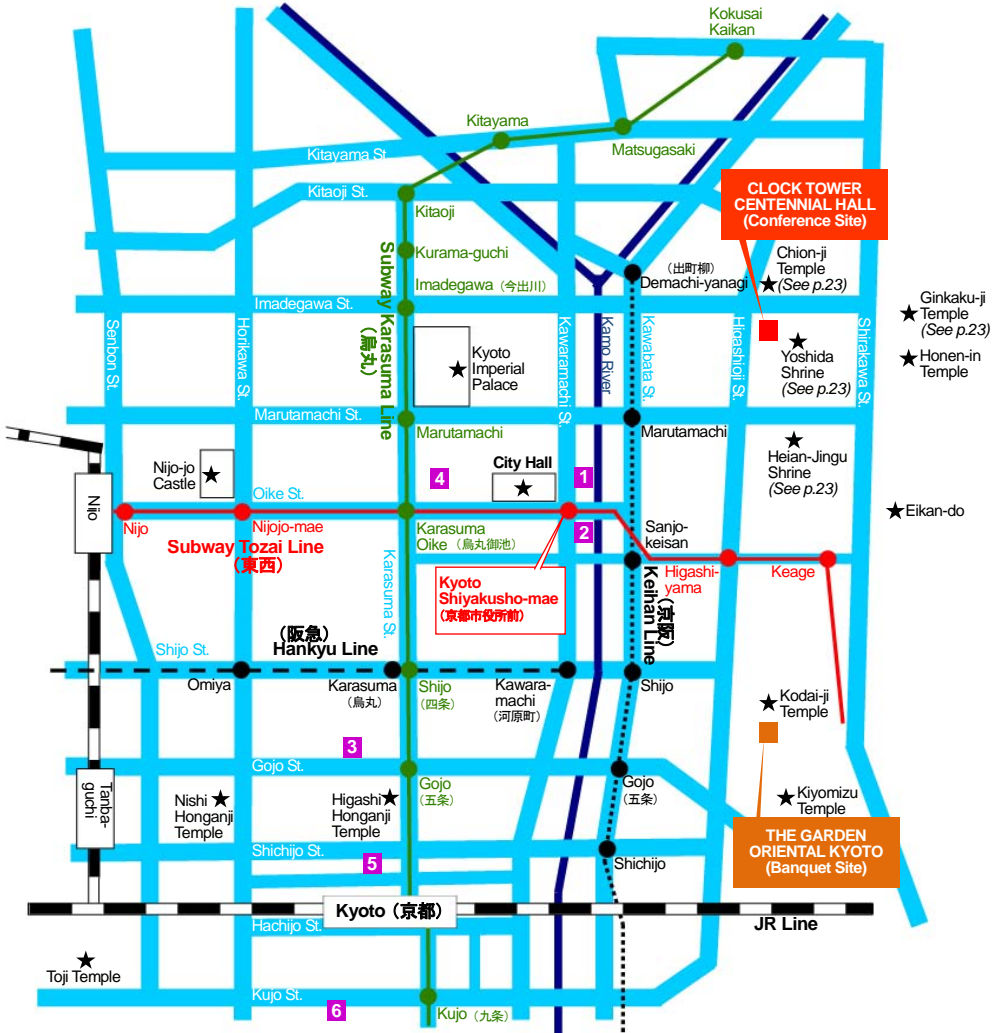 Kokusai
Kaikan
Kitayama
Matsugasaki
Kitayama St.
Kitaoji St.
Kitaoji
CLOCK TOWER
CENTENNIAL HALL
(Conference Site)
Kurama-guchi
Subway Karasuma Line
(烏丸)
(出町柳)
Demachi-yanagi
Chion-ji
Temple
(See p.23)
Imadegawa (今出川)
Imadegawa St.
Ginkaku-ji
Temple
(See p.23)
Senbon St.
Horikawa St.
Kawaramachi St.
Kamo River
Kawabata St.
Higashioji St.
Shirakawa St.
Kyoto
Imperial
Palace
Yoshida
Shrine
(See p.23)
Honen-in
Temple
Marutamachi St.
Marutamachi
Marutamachi
Heian-Jingu
Shrine
(See p.23)
Nijo-jo
Castle
City Hall
4
1
Nijo
Oike St.
Eikan-do
Nijo
Nijojo-mae
Karasuma
Oike (烏丸御池)
2
Sanjo-
keisan
Subway Tozai Line
(東西)
Karasuma St.
Kyoto
Shiyakusho-mae
(京都市役所前)
Higashi-
yama
Keage
Keihan Line
(京阪)
(阪急)
Hankyu Line
Shijo St.
Omiya
Karasuma
(烏丸)
Shijo
(四条)
Kawara-
machi
(河原町)
Shijo
Kodai-ji
Temple
3
Gojo St.
Gojo
(五条)
Gojo
(五条)
Tanba-
guchi
Nishi
Honganji
Temple
Higashi
Honganji
Temple
Kiyomizu
Temple
THE GARDEN
ORIENTAL KYOTO
(Banquet Site)
Shichijo St.
Shichijo
5
Kyoto (京都)
JR Line
Hachijo St.
Toji Temple
Kujo St.
6
Kujo (九条)